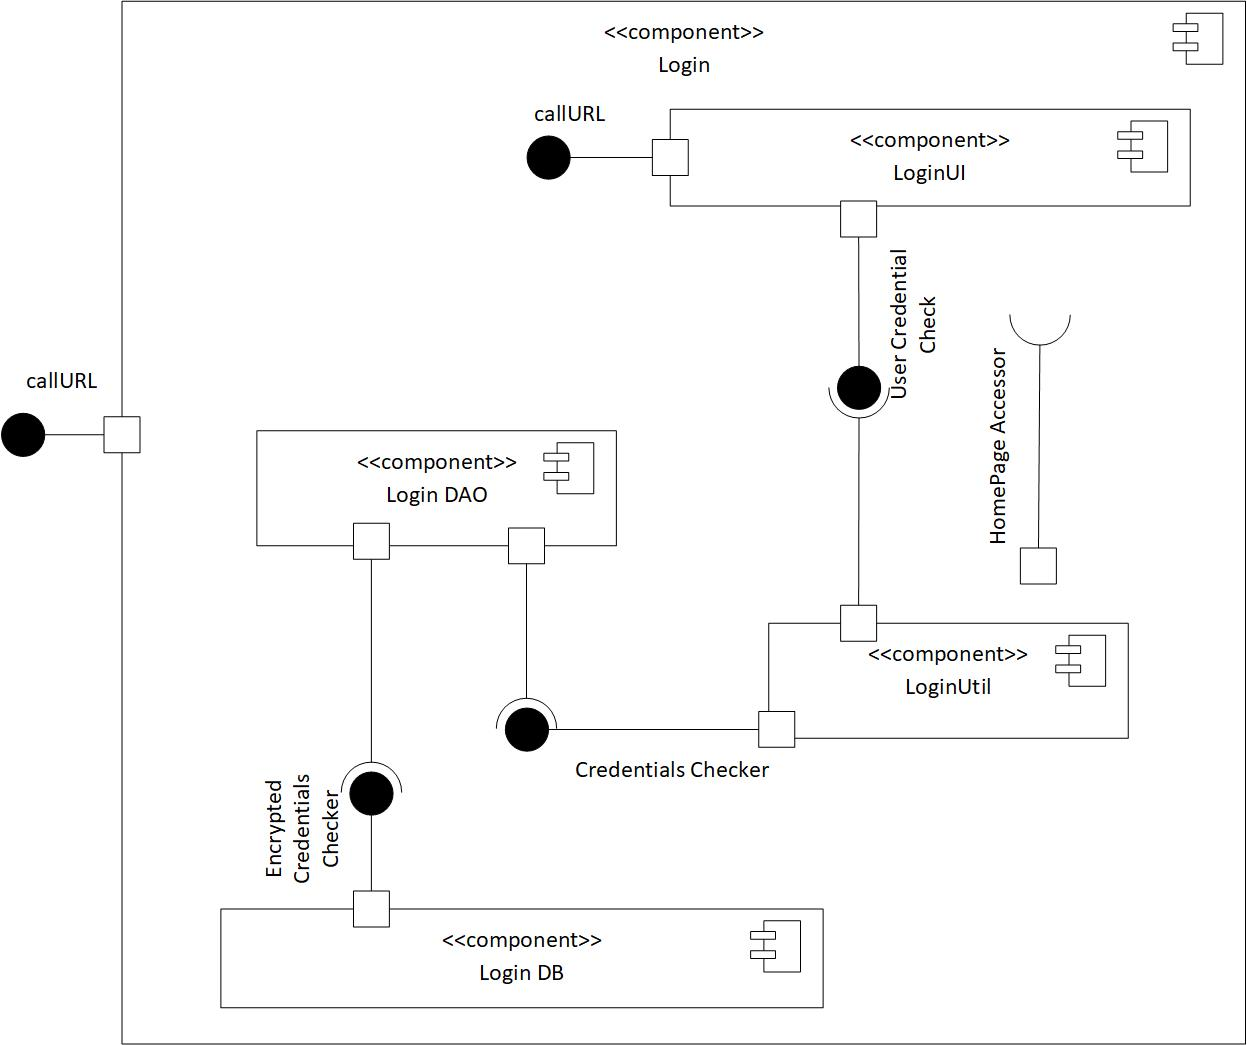 <<component>>
Login
callURL
<<component>>
LoginUI
User Credential
Check
callURL
HomePage Accessor
<<component>>
Login DAO
<<component>>
LoginUtil
Credentials Checker
Encrypted
Credentials
Checker
<<component>>
Login DB